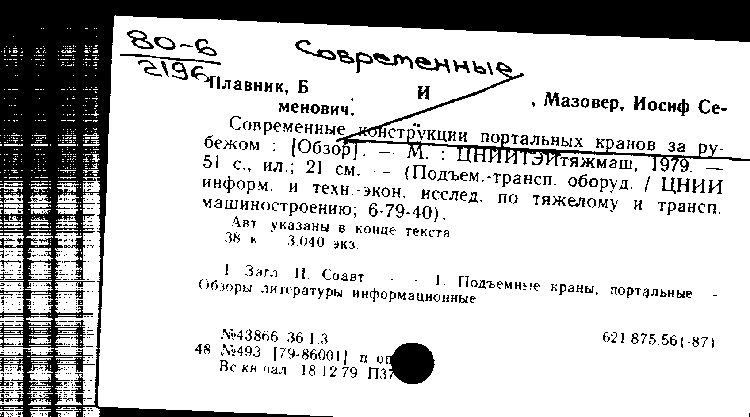 80-6
2196
Современные
Плавник, Б И , Мазовер, Иосиф Се-
менович.
Современные конструкции портальных кранов за ру-
бежом : [Обзор]. — М. : ЦНИИТЭИтяжмаш, 1979. —
51 с., ил.; 21 см. — (Подъем.-трансп. оборуд. / ЦНИИ
информ. и техн.-экон. исслед. по тяжелому и трансп.
машиностроению; 6-79-40).
Авт указаны в конце текста
38 к 3.040 экз.
I Загл II. Соавт - - 1. Подъемные краны, портальные -
Обзоры литературы информационные
№43866 36 1.3
621 875.56(-87)
48 №493 [79-86001] п оп
Вс кн пал 18 12 79 П37